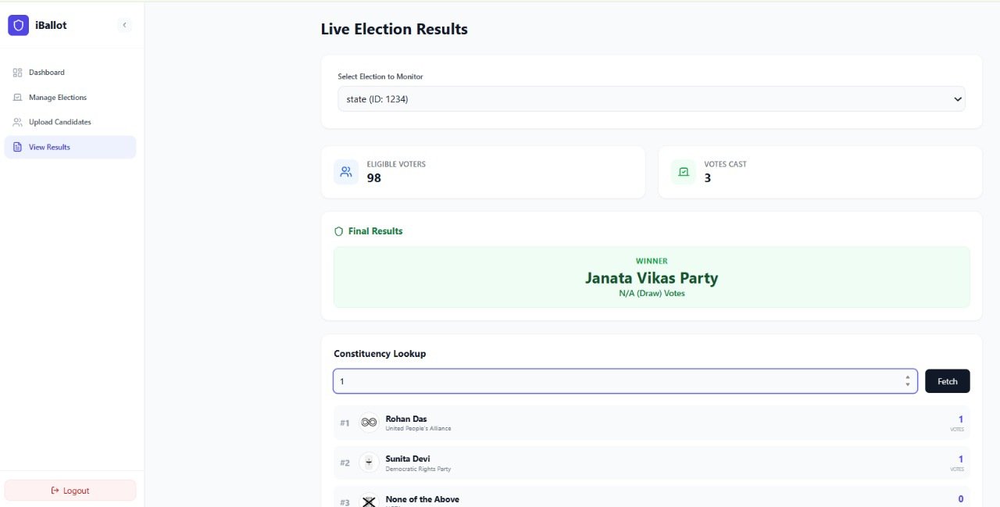 iBallot
Dashboard
Manage Elections
Upload Candidates
View Results
Logout
Live Election Results
Select Election to Monitor
state (ID: 1234)
ELIGIBLE VOTERS
98
VOTES CAST
3
Final Results
WINNER
Janata Vikas Party
N/A (Draw) Votes
Constituency Lookup
1
Fetch
#1
Rohan Das
United People's Alliance
1
VOTES
#2
Sunita Devi
Democratic Rights Party
1
VOTES
#3
None of the Above
0